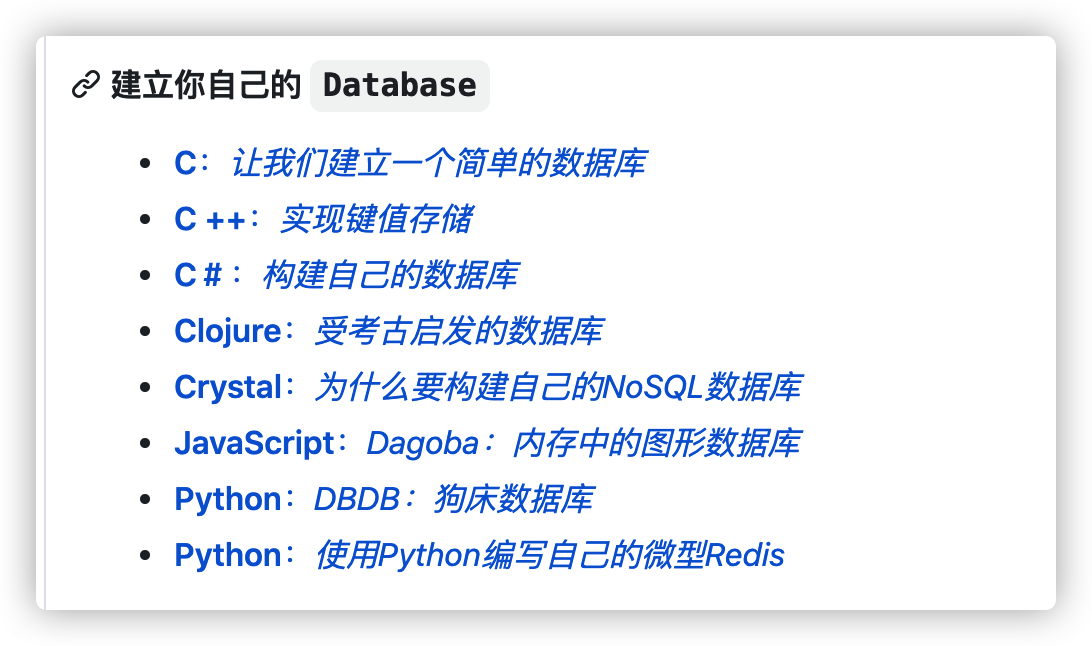 建立你自己的 Database
C：让我们建立一个简单的数据库
C ++：实现键值存储
C＃：构建自己的数据库
Clojure：受考古启发的数据库
Crystal：为什么要构建自己的NoSQL数据库
JavaScript：Dagoba：内存中的图形数据库
Python：DBDB：狗床数据库
Python：使用Python编写自己的微型Redis